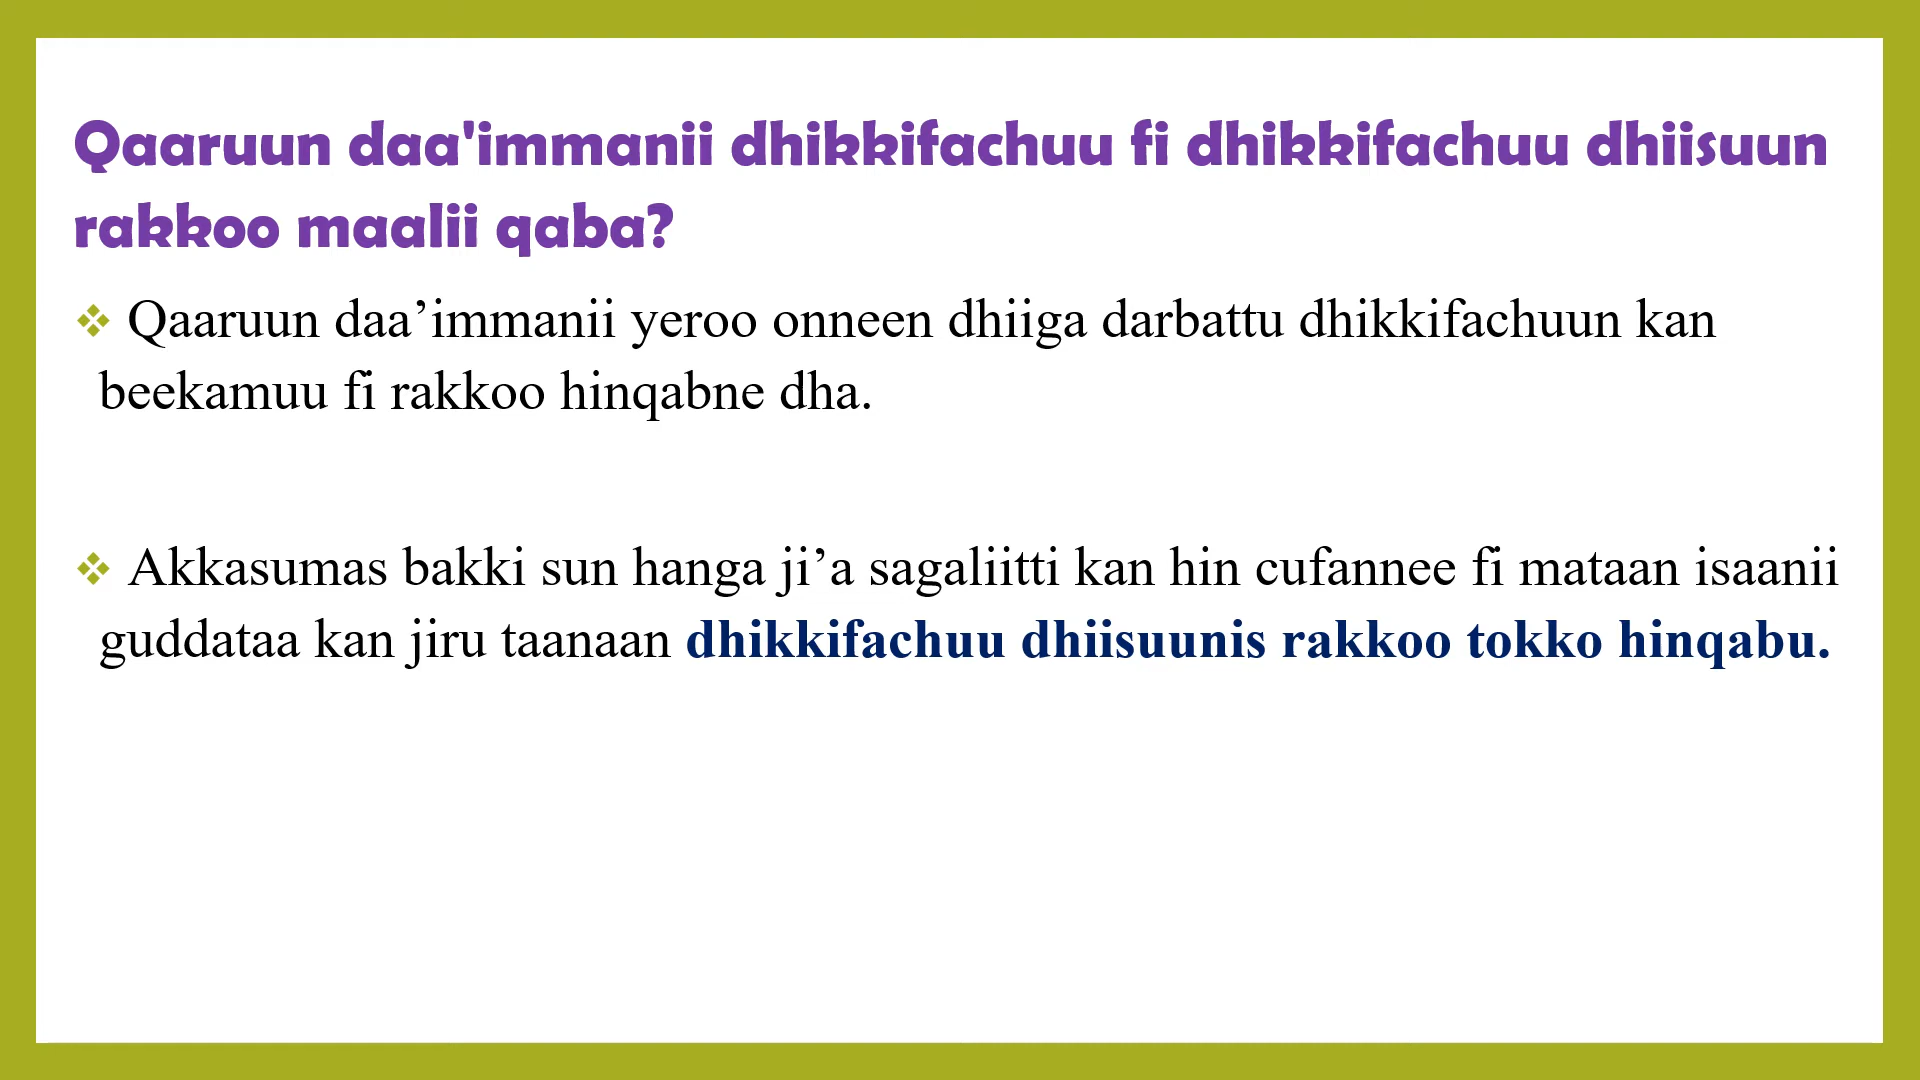 Qaaruun daa'immanii dhikkifachuu fi dhikkifachuu dhiisuun
rakkoo maalii qaba?
❖ Qaaruun daa’immanii yeroo onneen dhiiga darbattu dhikkifachuun kan
beekamuu fi rakkoo hinqabne dha.
❖ Akkasumas bakki sun hanga ji’a sagaliitti kan hin cufannee fi mataan isaanii
guddataa kan jiru taanaan dhikkifachuu dhiisuunis rakkoo tokko hinqabu.